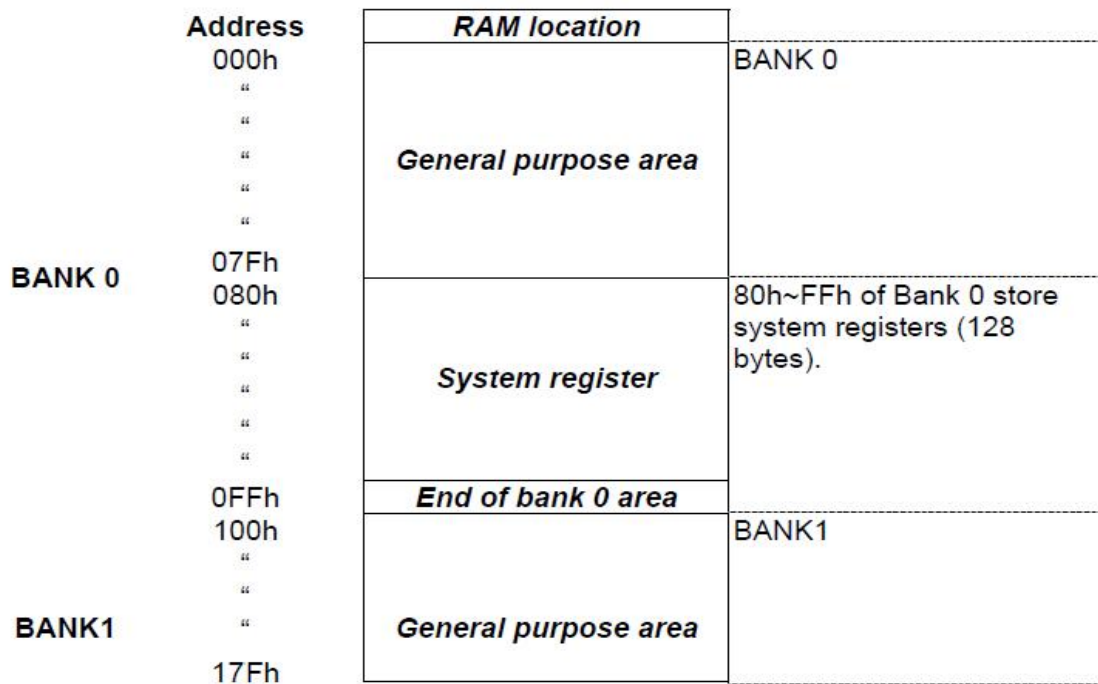 Address RAM location
000h BANK 0
“
“
“ General purpose area
“
“
07Fh
BANK 0
080h 80h~FFh of Bank 0 store
“ system registers (128
“ bytes).
“ System register
“
“
0FFh End of bank 0 area
100h BANK1
“
“
BANK1 “ General purpose area
17Fh